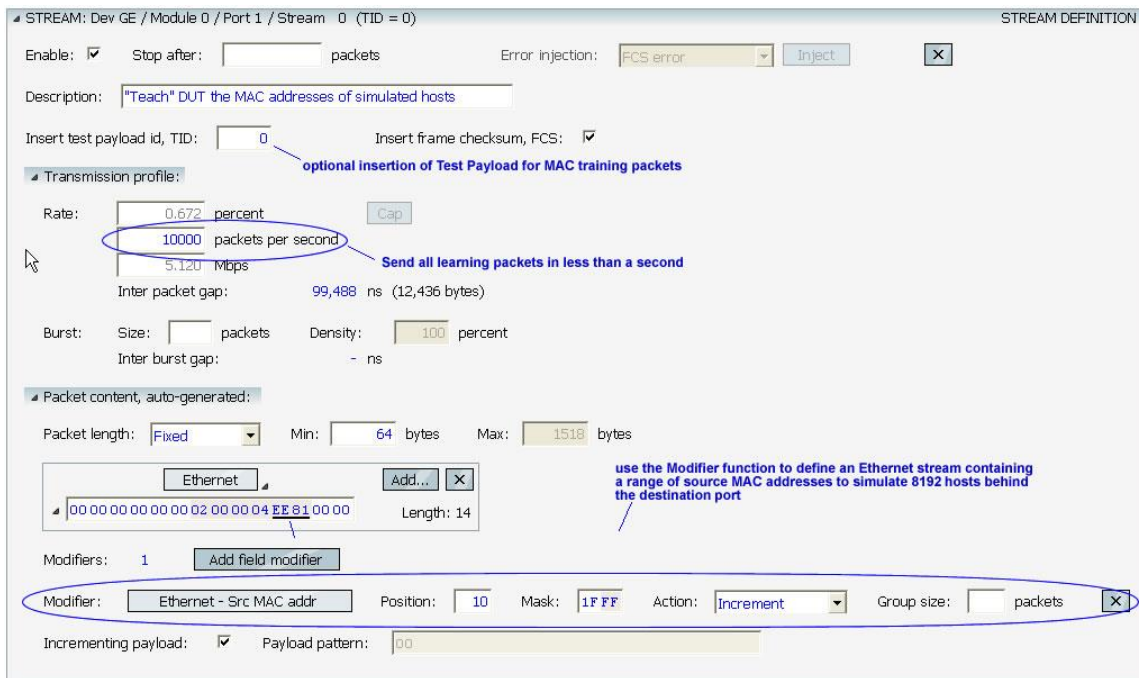 STREAM: Dev GE / Module 0 / Port 1 / Stream 0 (TID = 0) STREAM DEFINITION
Enable: Stop after: packets Error injection: FCS error Inject X
Description: "Teach" DUT the MAC addresses of simulated hosts
Insert test payload id, TID: 0 Insert frame checksum, FCS:
optional insertion of Test Payload for MAC training packets
Transmission profile:
Rate: 0.672 percent Cap
10000 packets per second
Send all learning packets in less than a second
5.120 Mbps
Inter packet gap: 99,488 ns (12,436 bytes)
Burst: Size: packets Density: 100 percent
Inter burst gap: - ns
Packet content, auto-generated:
Packet length: Fixed Min: 64 bytes Max: 1518 bytes
use the Modifier function to define an Ethernet stream containing
a range of source MAC addresses to simulate 8192 hosts behind
the destination port
Ethernet Add... X
00 00 00 00 00 00 02 00 00 04 EE 81 00 00 Length: 14
Modifiers: 1 Add field modifier
Modifier: Ethernet - Src MAC addr Position: 10 Mask: 1F FF Action: Increment Group size: packets X
Incrementing payload: Payload pattern: 00